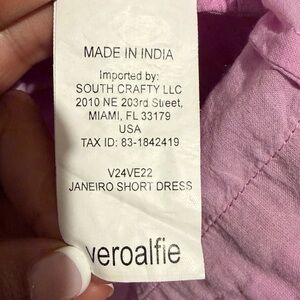 MADE IN INDIA
Imported by:
SOUTH CRAFTY LLC
2010 NE 203rd Street,
MIAMI, FL 33179
USA
TAX ID: 83-1842419
V24VE22
JANEIRO SHORT DRESS
veroalfie